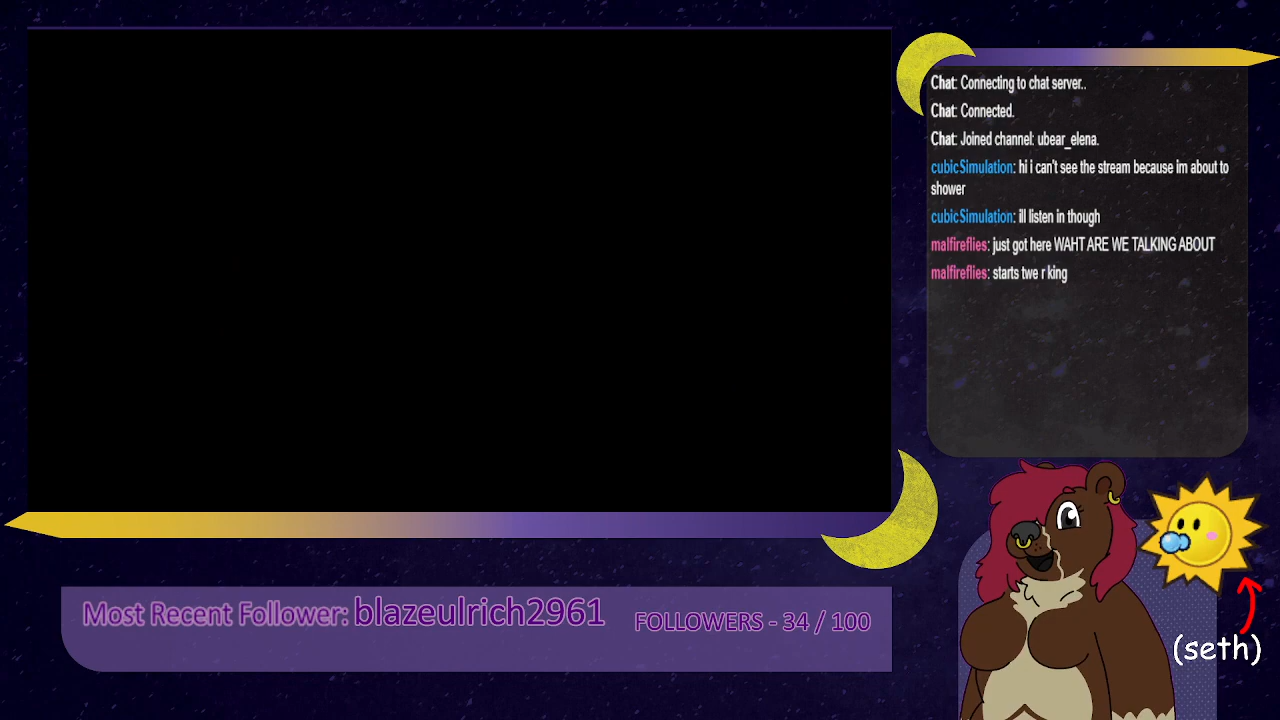 Chat: Connecting to chat server..
Chat: Connected.
Chat: Joined channel: ubear_elena.
cubicSimulation: hi i can't see the stream because im about to
shower
cubicSimulation: ill listen in though
malfireflies: just got here WAHT ARE WE TALKING ABOUT
malfireflies: starts twe r king
Most Recent Follower: blazeulrich2961
FOLLOWERS - 34 / 100
(seth)